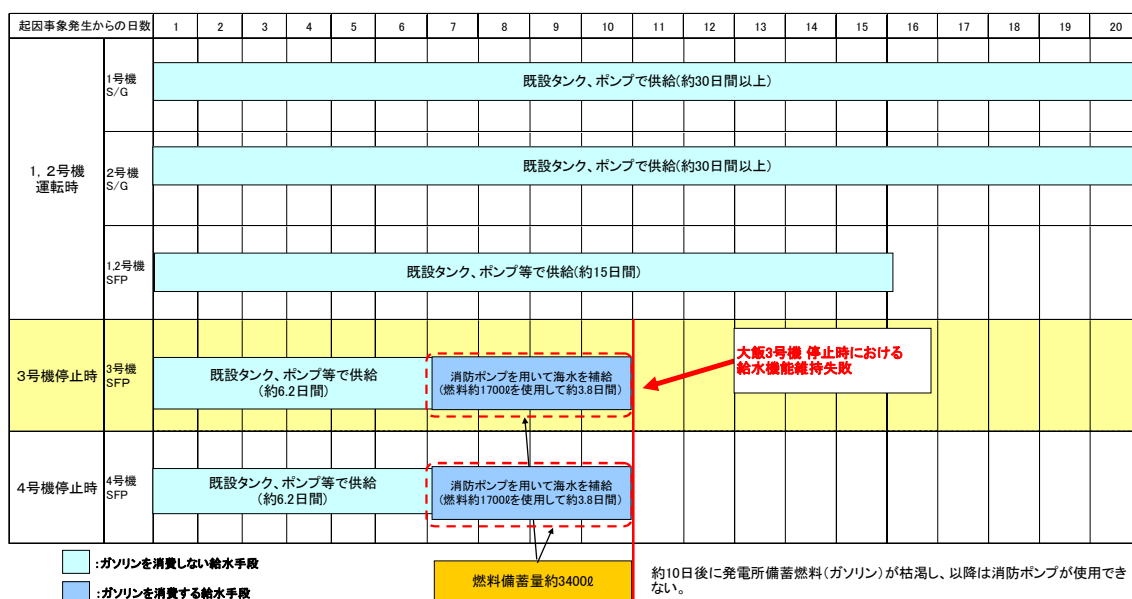 起因事象発生からの日数 1 2 3 4 5 6 7 8 9 10 11 12 13 14 15 16 17 18 19 20
1，2号機
運転時
1号機
S/G
既設タンク、ポンプで供給(約30日間以上)
2号機
S/G
既設タンク、ポンプで供給(約30日間以上)
1,2号機
SFP
既設タンク、ポンプ等で供給(約15日間)
3号機停止時
3号機
SFP
既設タンク、ポンプ等で供給
(約6.2日間)
消防ポンプを用いて海水を補給
(燃料約1700ℓを使用して約3.8日間)
大飯3号機 停止時における
給水機能維持失敗
4号機停止時
4号機
SFP
既設タンク、ポンプ等で供給
(約6.2日間)
消防ポンプを用いて海水を補給
(燃料約1700ℓを使用して約3.8日間)
:ガソリンを消費しない給水手段
:ガソリンを消費する給水手段
燃料備蓄量約3400ℓ
約10日後に発電所備蓄燃料(ガソリン)が枯渇し、以降は消防ポンプが使用でき
ない。